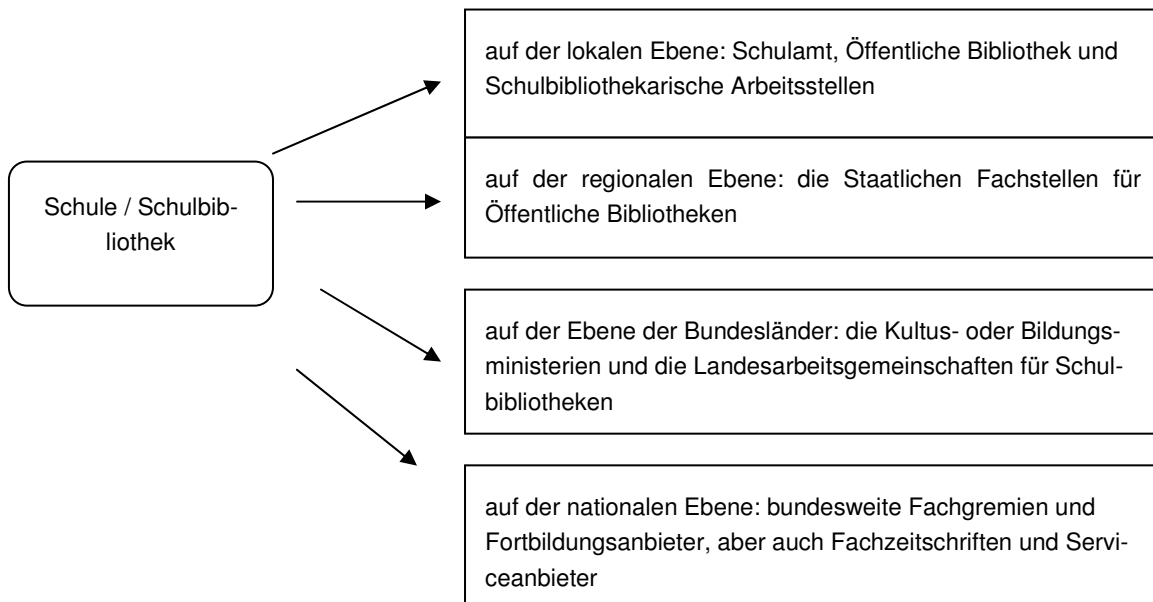 auf der lokalen Ebene: Schulamt, Öffentliche Bibliothek und
Schulbibliothekarische Arbeitsstellen
auf der regionalen Ebene: die Staatlichen Fachstellen für
Öffentliche Bibliotheken
Schule / Schulbib-
liothek
auf der Ebene der Bundesländer: die Kultus- oder Bildungs-
ministerien und die Landesarbeitsgemeinschaften für Schul-
bibliotheken
auf der nationalen Ebene: bundesweite Fachgremien und
Fortbildungsanbieter, aber auch Fachzeitschriften und Servi-
ceanbieter